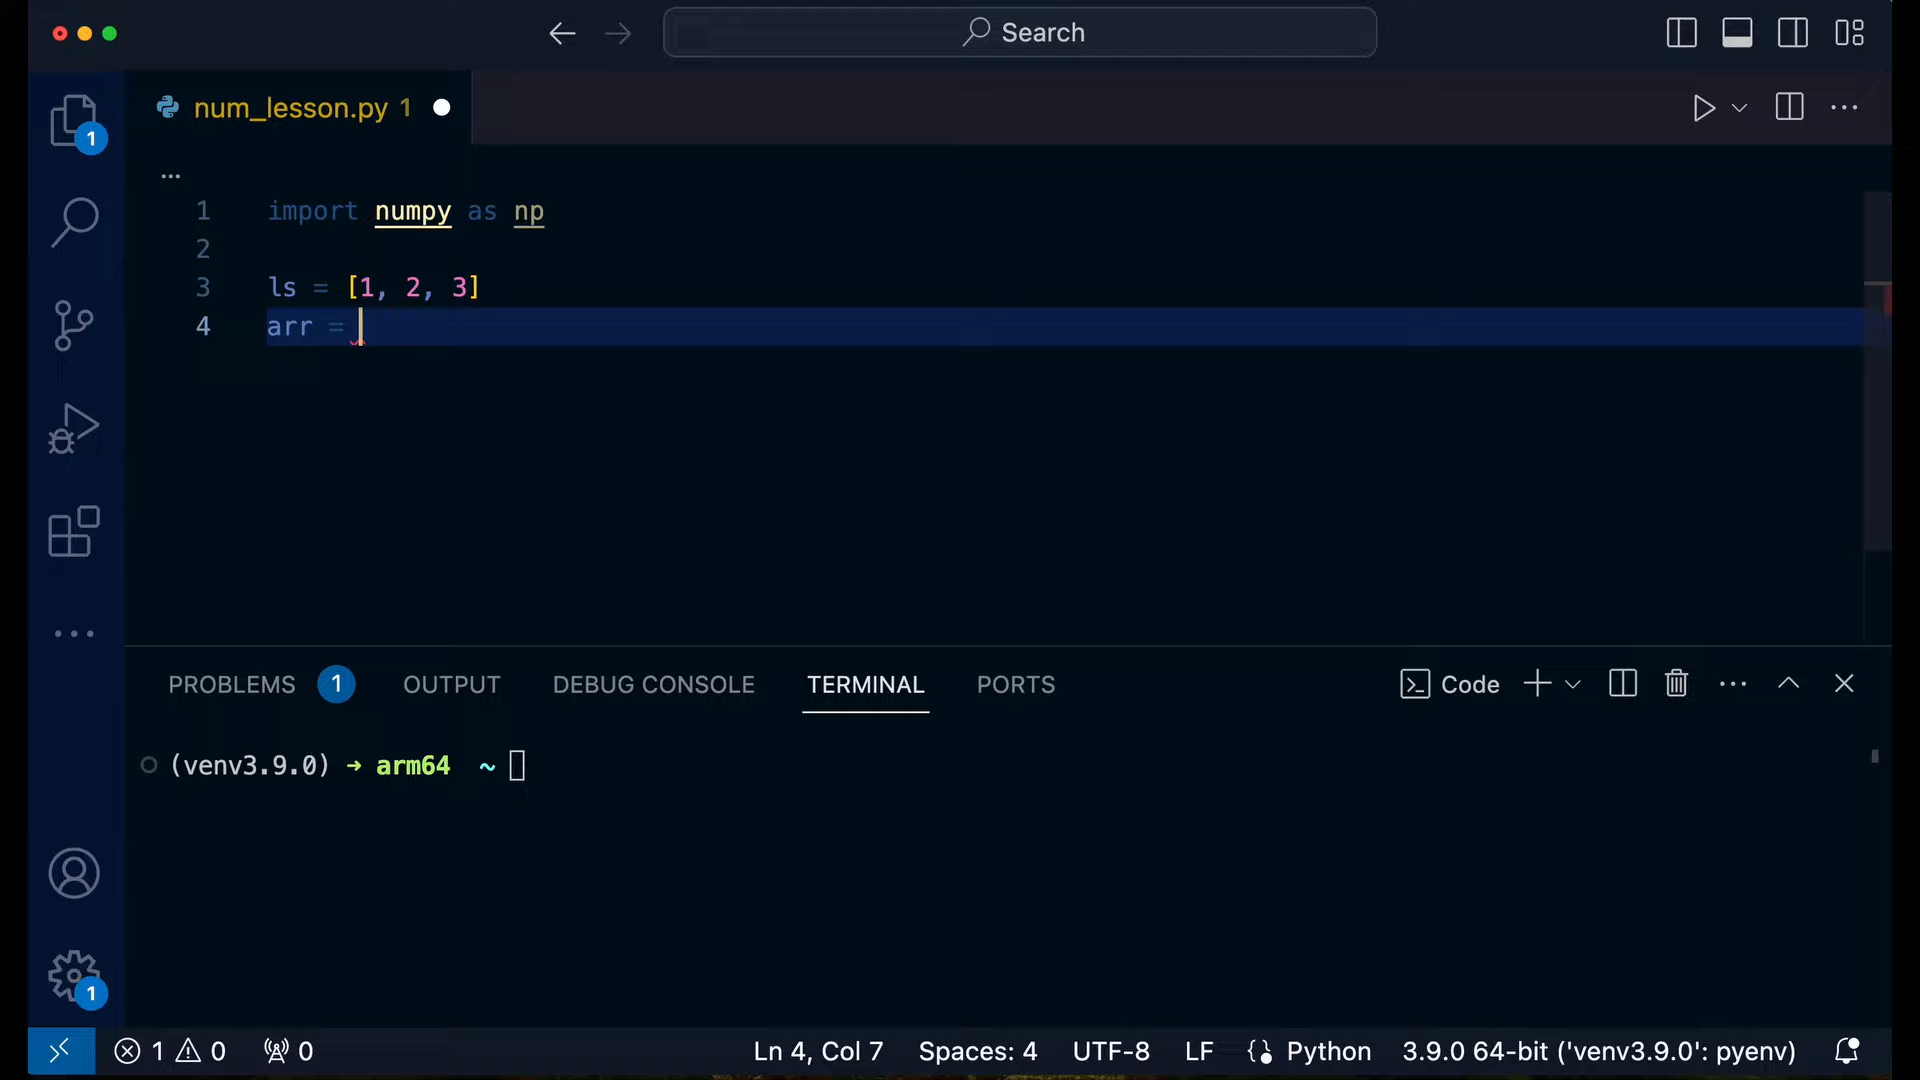 Search
num_lesson.py 1
1
...
1 import numpy as np
2
3 ls = [1, 2, 3]
4 arr =
PROBLEMS 1 OUTPUT DEBUG CONSOLE TERMINAL PORTS Code
(venv3.9.0) → arm64 ~
1
1 0 0 Ln 4, Col 7 Spaces: 4 UTF-8 LF Python 3.9.0 64-bit ('venv3.9.0': pyenv)